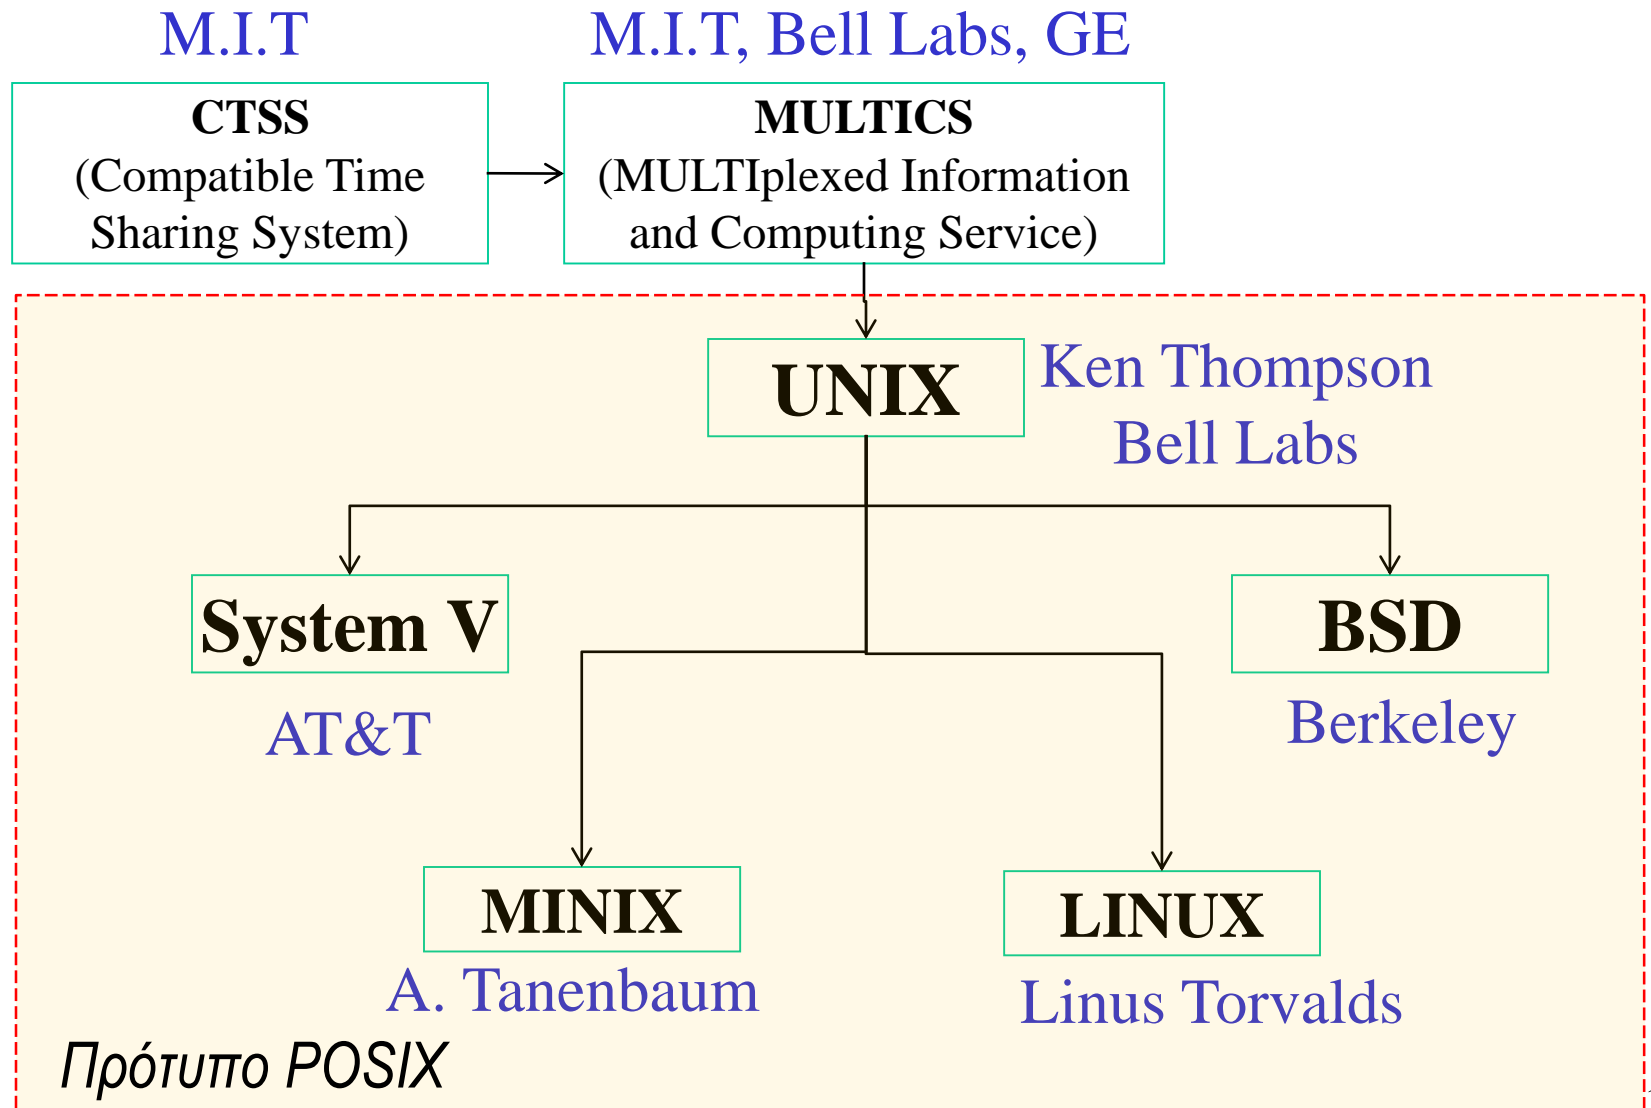 M.I.T
M.I.T, Bell Labs, GE
CTSS
(Compatible Time
Sharing System)
MULTICS
(MULTIplexed Information
and Computing Service)
UNIX
Ken Thompson
Bell Labs
System V
BSD
AT&T
Berkeley
MINIX
LINUX
A. Tanenbaum
Linus Torvalds
Πρότυπο POSIX